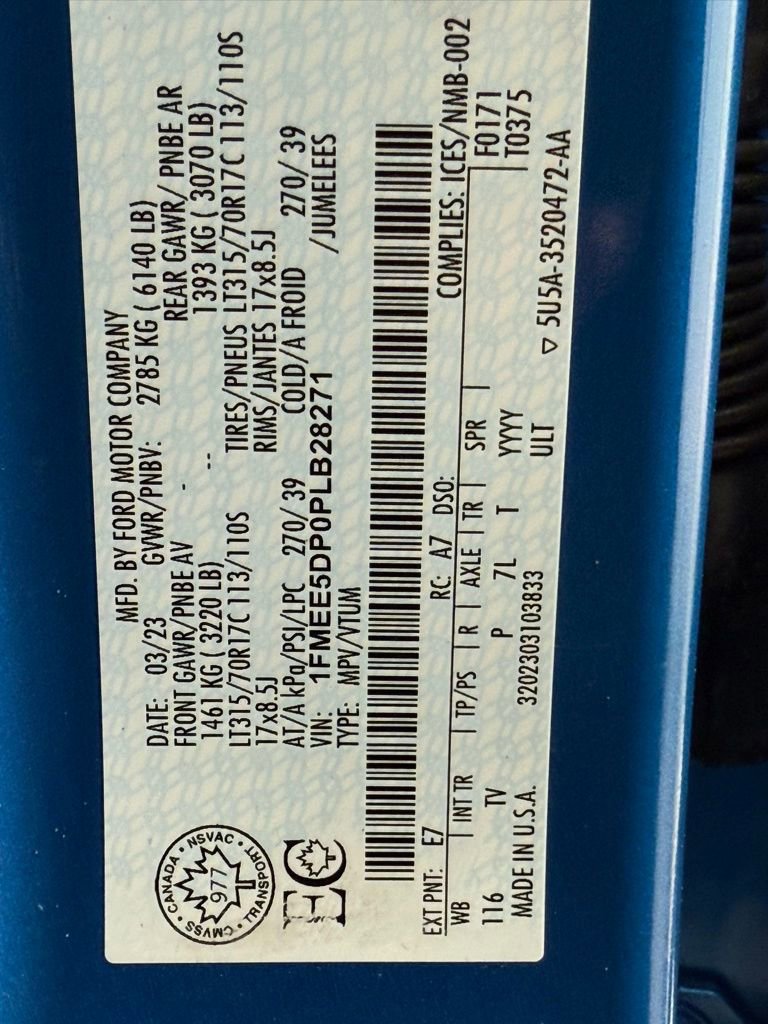 MFD. BY FORD MOTOR COMPANY
DATE: 03/23 GVWR/PNBV: 2785 KG ( 6140 LB)
FRONT GAWR/PNBE AV - REAR GAWR/ PNBE AR
1461 KG ( 3220 LB) -- 1393 KG ( 3070 LB)
LT315/70R17C 113/110S TIRES/PNEUS LT315/70R17C 113/110S
17x8.5J RIMS/JANTES 17x8.5J
AT/A kPa/PSI/LPC 270/ 39 COLD/A FROID 270/ 39
VIN: 1FMEE5DP0PLB28271 /JUMELEES
TYPE: MPV/VTUM
CMVSS • CANADA • NSVAC • TRANSPORT •
977
EC
EXT PNT: E7 RC: A7 DSO: COMPLIES: ICES/NMB-002
WB INT TR TP/PS R AXLE TR SPR F0171
116 TV P 7L T YYYY T0375
ULT
MADE IN U.S.A. 3202303103833 ▽ 5U5A-3520472-AA